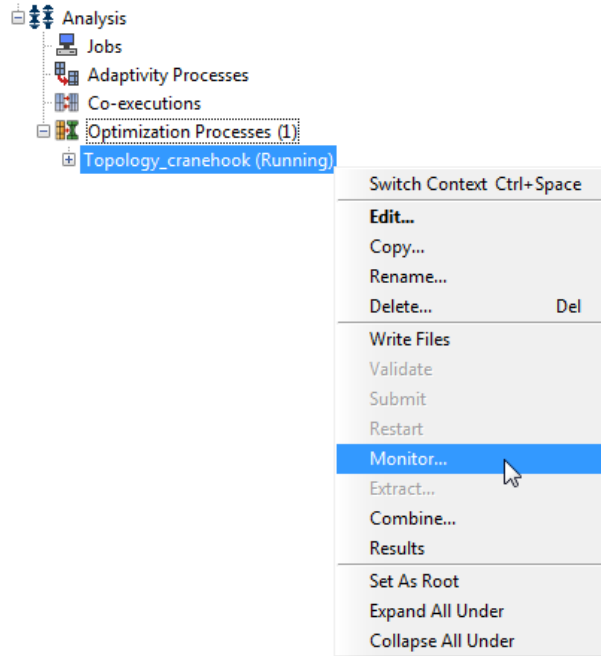 Analysis
Jobs
Adaptivity Processes
Co-executions
Optimization Processes (1)
Topology_cranehook (Running)
Switch Context Ctrl+Space
Edit...
Copy...
Rename...
Delete... Del
Write Files
Validate
Submit
Restart
Monitor...
Extract...
Combine...
Results
Set As Root
Expand All Under
Collapse All Under